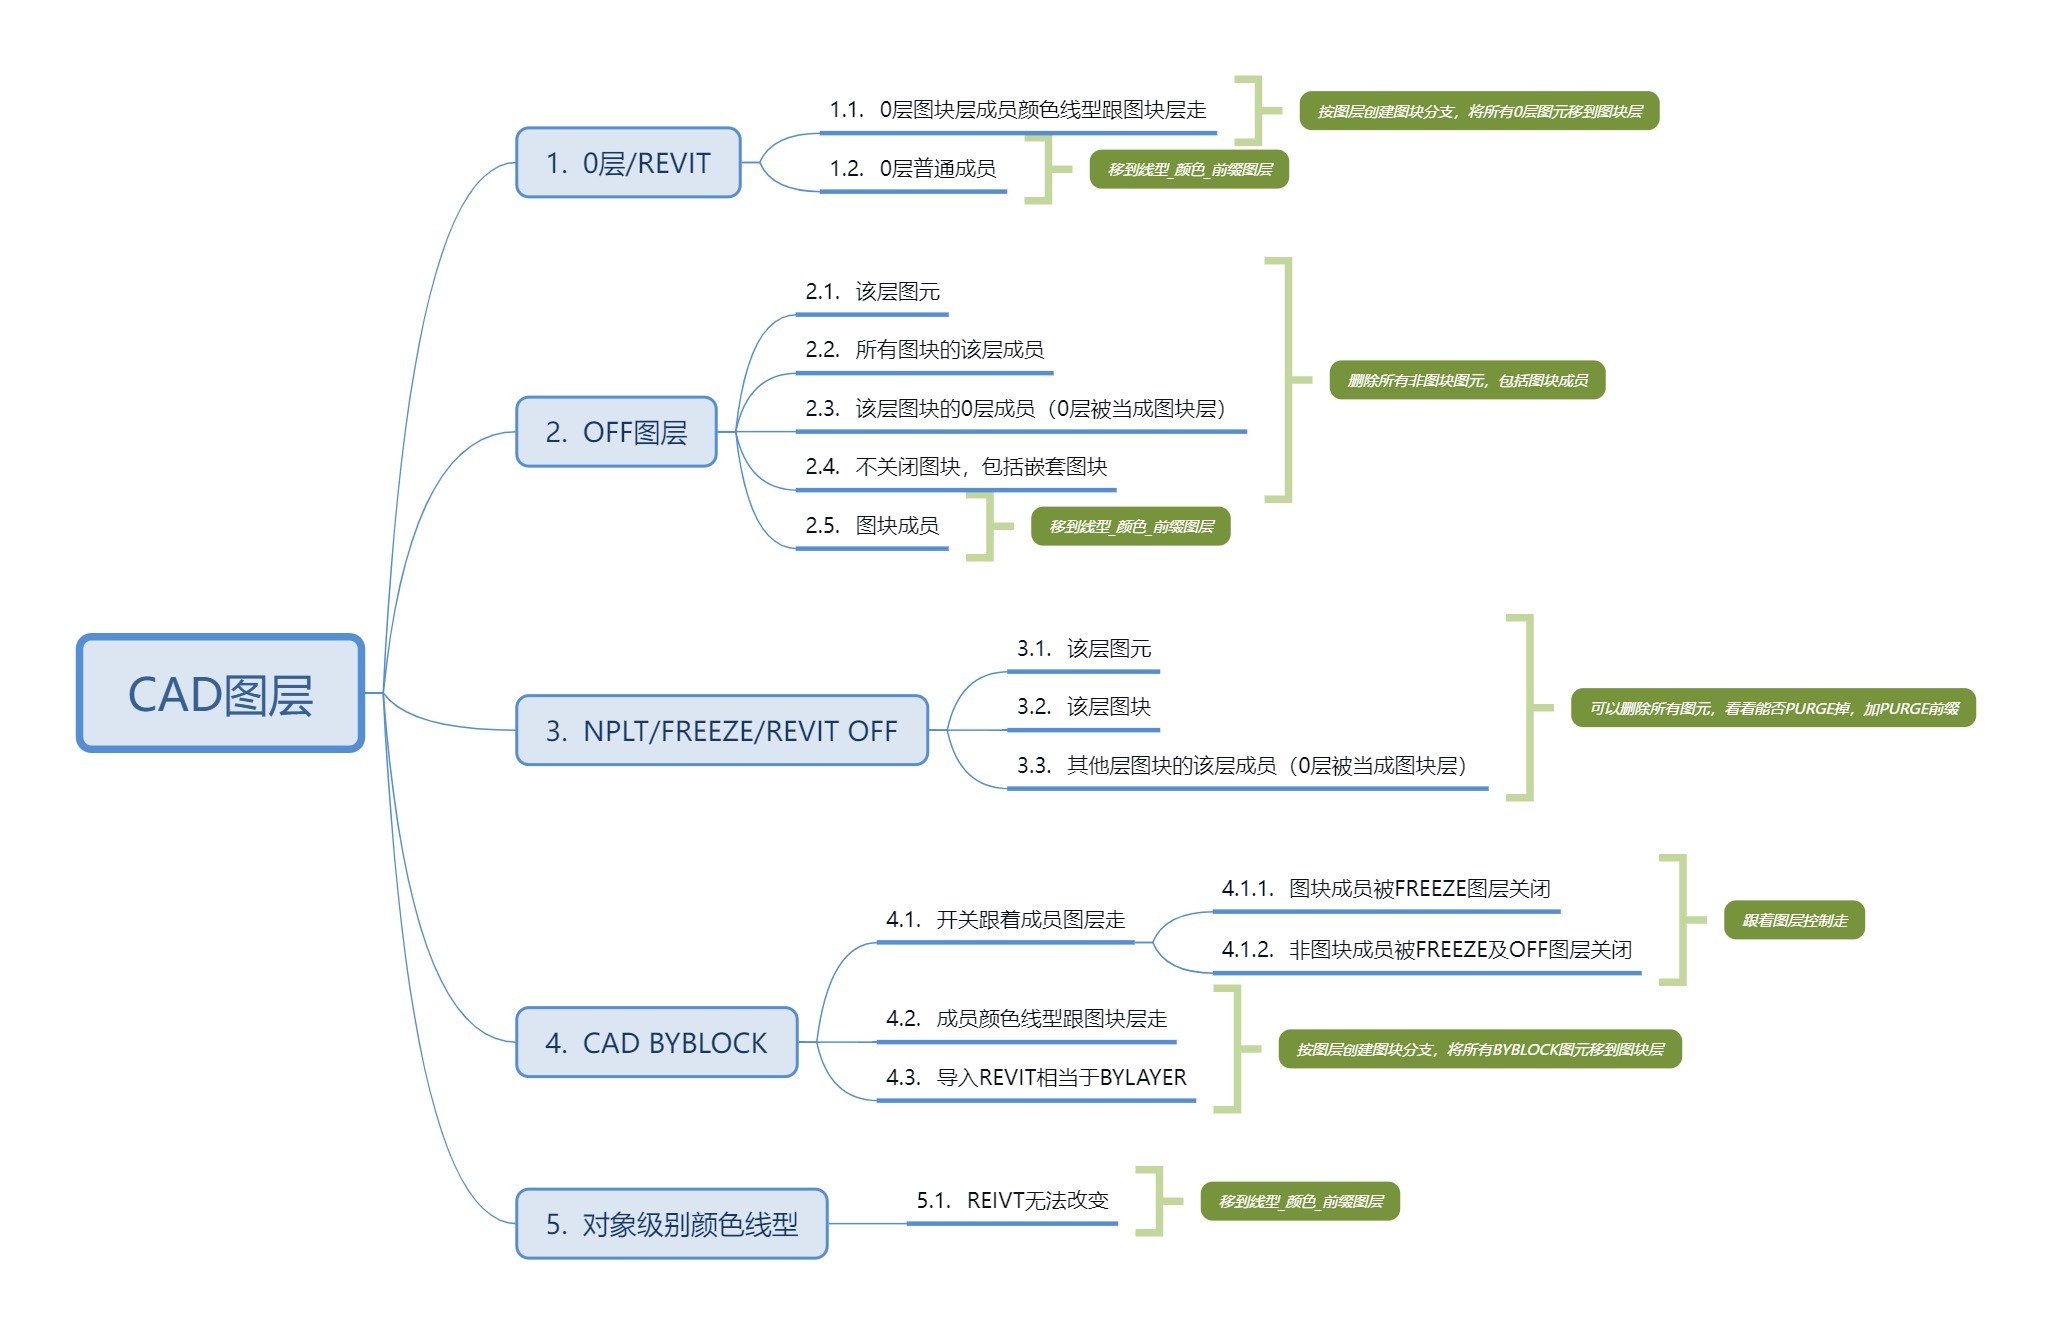 CAD图层
1. 0层/REVIT
1.1. 0层图块层成员颜色线型跟图块层走
按图层创建图块分支，将所有0层图元移到图块层
1.2. 0层普通成员
移到线型_颜色_前缀图层
2. OFF图层
2.1. 该层图元
2.2. 所有图块的该层成员
2.3. 该层图块的0层成员（0层被当成图块层）
2.4. 不关闭图块，包括嵌套图块
删除所有非图块图元，包括图块成员
2.5. 图块成员
移到线型_颜色_前缀图层
3. NPLT/FREEZE/REVIT OFF
3.1. 该层图元
3.2. 该层图块
3.3. 其他层图块的该层成员（0层被当成图块层）
可以删除所有图元，看看能否PURGE掉，加PURGE前缀
4. CAD BYBLOCK
4.1. 开关跟着成员图层走
4.1.1. 图块成员被FREEZE图层关闭
4.1.2. 非图块成员被FREEZE及OFF图层关闭
跟着图层控制走
4.2. 成员颜色线型跟图块层走
4.3. 导入REVIT相当于BYLAYER
按图层创建图块分支，将所有BYBLOCK图元移到图块层
5. 对象级别颜色线型
5.1. REIVT无法改变
移到线型_颜色_前缀图层